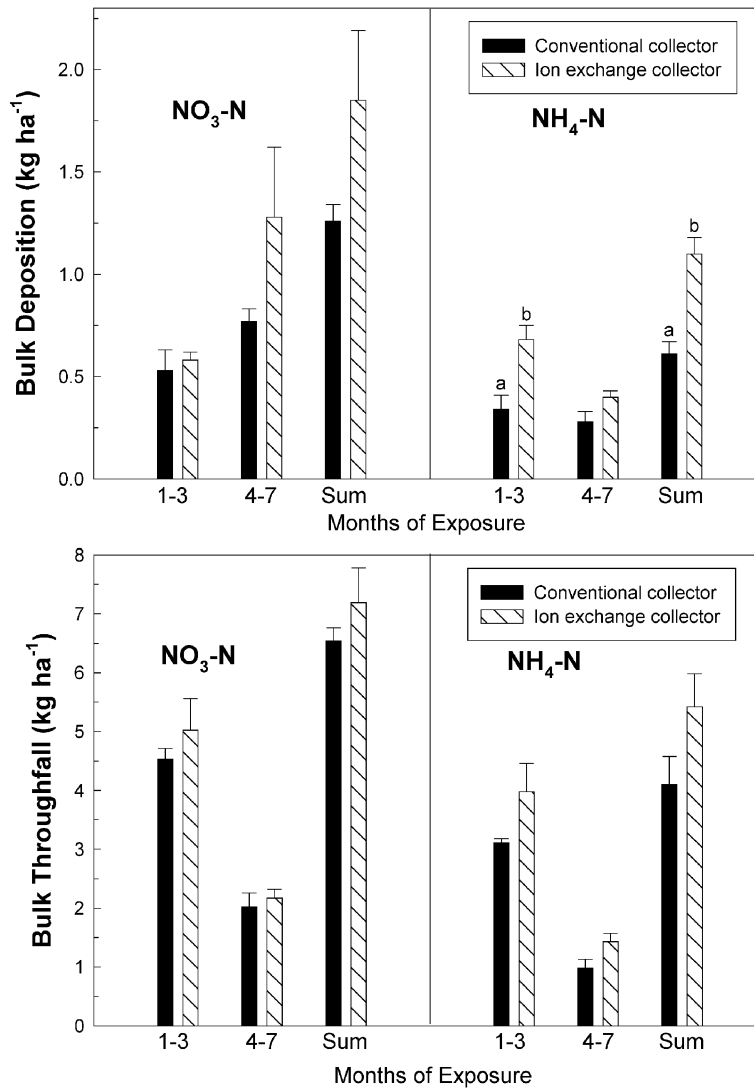 Bulk Deposition (kg ha⁻¹)
2.0
1.5
1.0
0.5
0.0
NO₃-N
Conventional collector
Ion exchange collector
NH₄-N
a
b
a
b
1-3
4-7
Sum
1-3
4-7
Sum
Months of Exposure
Bulk Throughfall (kg ha⁻¹)
8
7
6
5
4
3
2
1
0
NO₃-N
Conventional collector
Ion exchange collector
NH₄-N
1-3
4-7
Sum
1-3
4-7
Sum
Months of Exposure